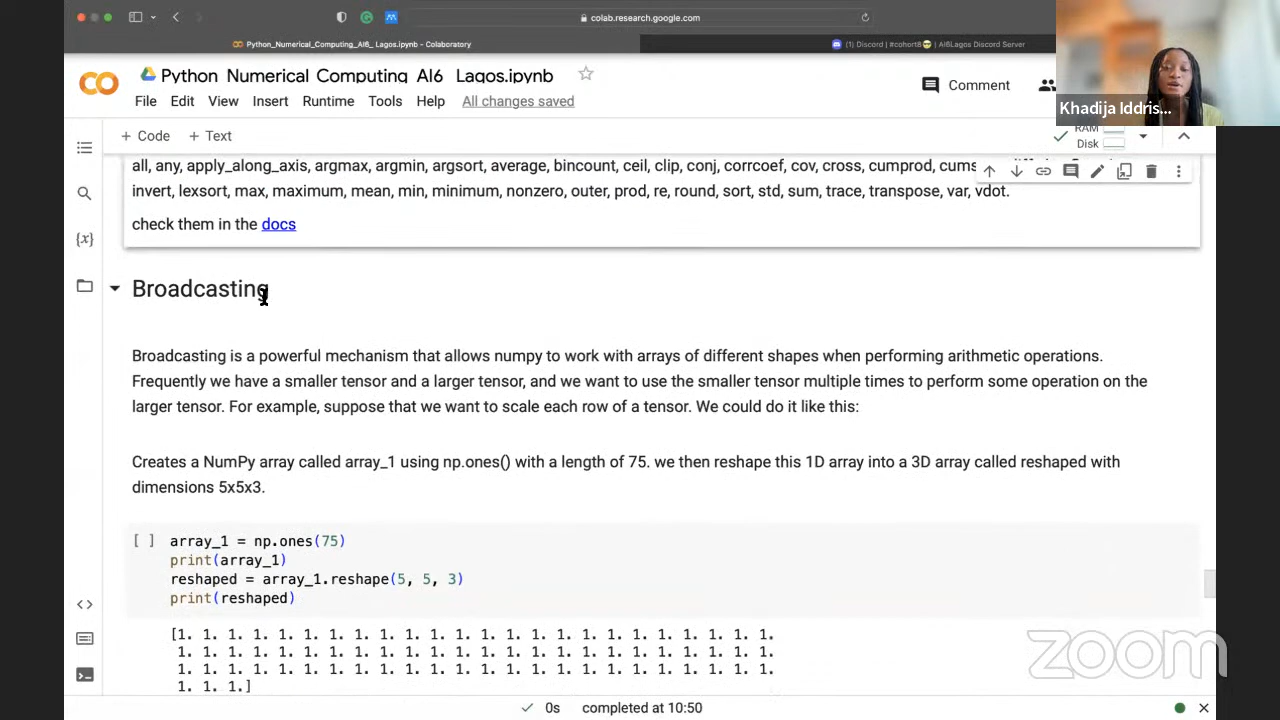 colab.research.google.com
Python_Numerical_Computing_AI6_ Lagos.ipynb - Colaboratory
(1) Discord | #cohort8😎 | AI6Lagos Discord Server
Python_Numerical_Computing_AI6_ Lagos.ipynb
Comment
Khadija Iddris...
File Edit View Insert Runtime Tools Help All changes saved
+ Code + Text
RAM
Disk
all, any, apply_along_axis, argmax, argmin, argsort, average, bincount, ceil, clip, conj, corrcoef, cov, cross, cumprod, cums
invert, lexsort, max, maximum, mean, min, minimum, nonzero, outer, prod, re, round, sort, std, sum, trace, transpose, var, vdot.
check them in the docs
Broadcasting
Broadcasting is a powerful mechanism that allows numpy to work with arrays of different shapes when performing arithmetic operations.
Frequently we have a smaller tensor and a larger tensor, and we want to use the smaller tensor multiple times to perform some operation on the
larger tensor. For example, suppose that we want to scale each row of a tensor. We could do it like this:
Creates a NumPy array called array_1 using np.ones() with a length of 75. we then reshape this 1D array into a 3D array called reshaped with
dimensions 5x5x3.
[ ] array_1 = np.ones(75)
print(array_1)
reshaped = array_1.reshape(5, 5, 3)
print(reshaped)
[1. 1. 1. 1. 1. 1. 1. 1. 1. 1. 1. 1. 1. 1. 1. 1. 1. 1. 1. 1. 1. 1. 1. 1.
1. 1. 1. 1. 1. 1. 1. 1. 1. 1. 1. 1. 1. 1. 1. 1. 1. 1. 1. 1. 1. 1. 1. 1.
1. 1. 1. 1. 1. 1. 1. 1. 1. 1. 1. 1. 1. 1. 1. 1. 1. 1. 1. 1. 1. 1. 1. 1.
1. 1. 1.]
zoom
0s completed at 10:50